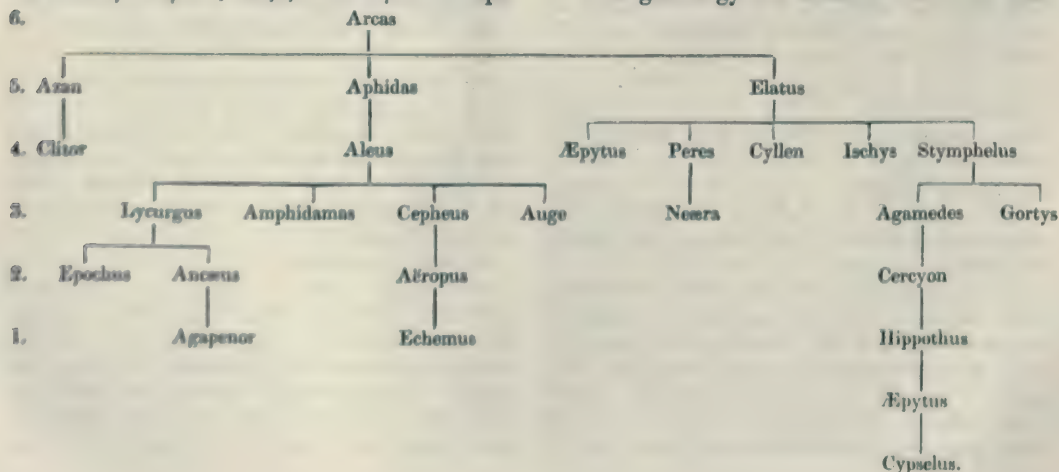 6. Arcas
5. Azan Aphidas Elatus
4. Clitor Aleus Æpytus Peres Cyllen Ischys Stymphelus
3. Lycurgus Amphidamas Cepheus Auge Neæra Agamedes Gortys
2. Epochus Ancæus Aëropus Cercyon
1. Agapenor Echemus Hippothus
Æpytus
Cypselus.